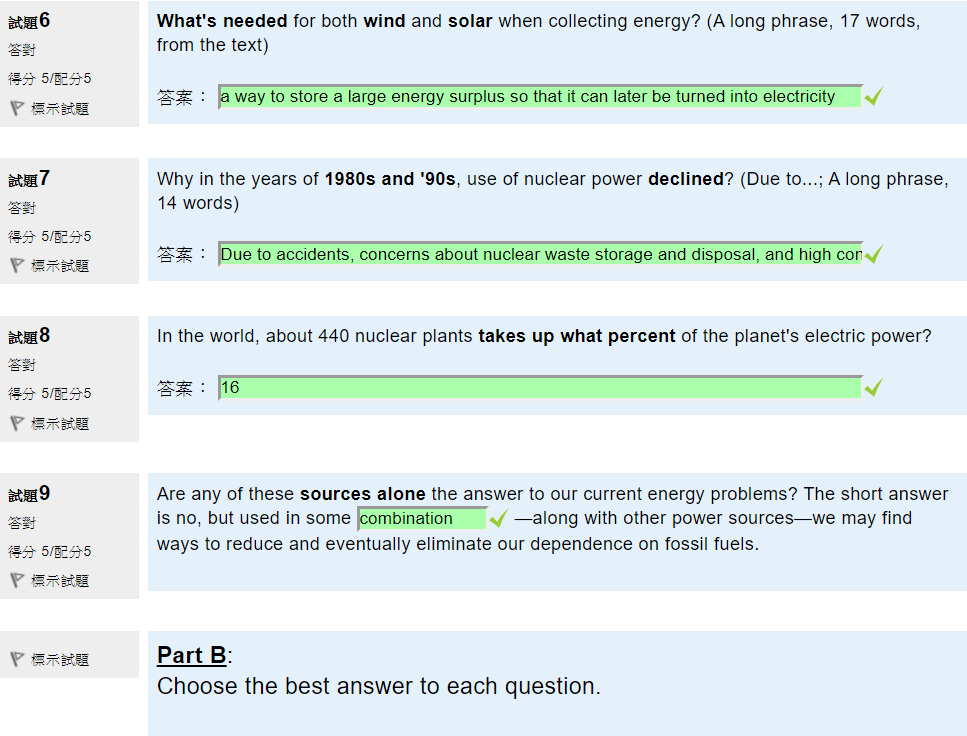 試題6
答對
得分 5/配分5
標示試題
What's needed for both wind and solar when collecting energy? (A long phrase, 17 words,
from the text)
答案：
a way to store a large energy surplus so that it can later be turned into electricity
試題7
答對
得分 5/配分5
標示試題
Why in the years of 1980s and '90s, use of nuclear power declined? (Due to...; A long phrase,
14 words)
答案：
Due to accidents, concerns about nuclear waste storage and disposal, and high
試題8
答對
得分 5/配分5
標示試題
In the world, about 440 nuclear plants takes up what percent of the planet's electric power?
答案：
16
試題9
答對
得分 5/配分5
標示試題
Are any of these sources alone the answer to our current energy problems? The short answer
is no, but used in some combination —along with other power sources—we may find
ways to reduce and eventually eliminate our dependence on fossil fuels.
標示試題
Part B:
Choose the best answer to each question.